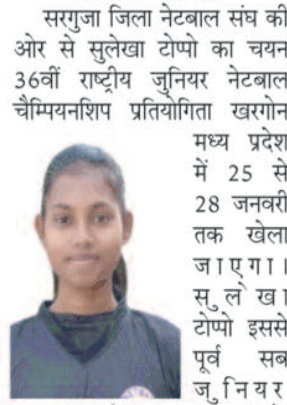 सरगुजा जिला नेटबाल संघ की
ओर से सुलेखा टोप्पो का चयन
36वीं राष्ट्रीय जुनियर नेटबाल
चैम्पियनशिप प्रतियोगिता खरगोन
मध्य प्रदेश
में 25 से
28 जनवरी
तक खेला
जाएगा।
सुलेखा
टोप्पो इससे
पूर्व सब
जुनियर